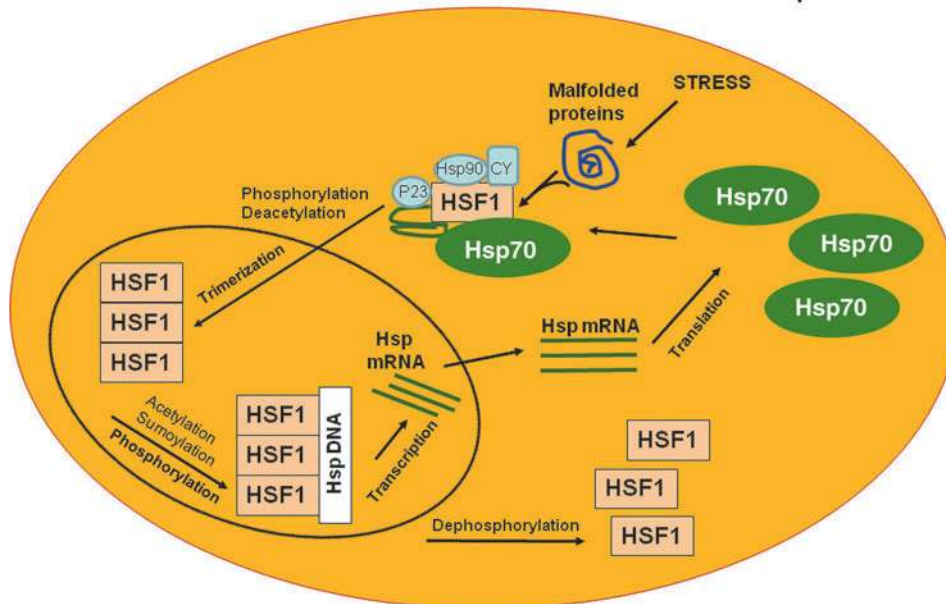 STRESS
Malfolded
proteins
Hsp90
CY
P23
HSF1
Hsp70
Phosphorylation
Deacetylation
Trimerization
Hsp70
Hsp70
Hsp70
HSF1
HSF1
HSF1
Hsp
mRNA
Hsp mRNA
Translation
Acetylation
Sumoylation
Phosphorylation
HSF1
HSF1
HSF1
Hsp DNA
Transcription
Dephosphorylation
HSF1
HSF1
HSF1